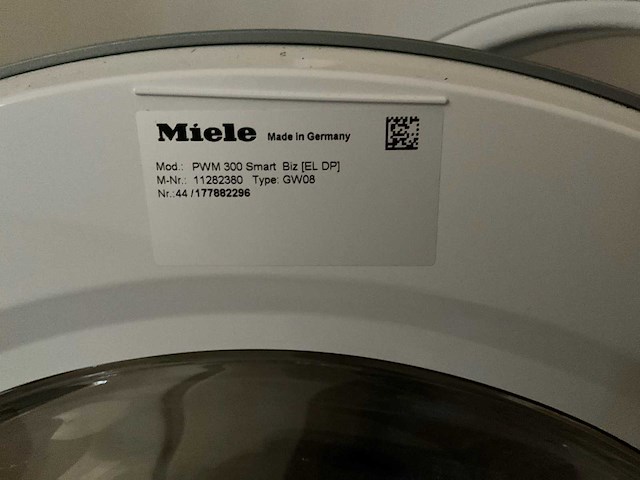 Miele Made in Germany
Mod.: PWM 300 Smart Biz [EL DP]
M-Nr.: 11282380 Type: GW08
Nr.:44 /177882296